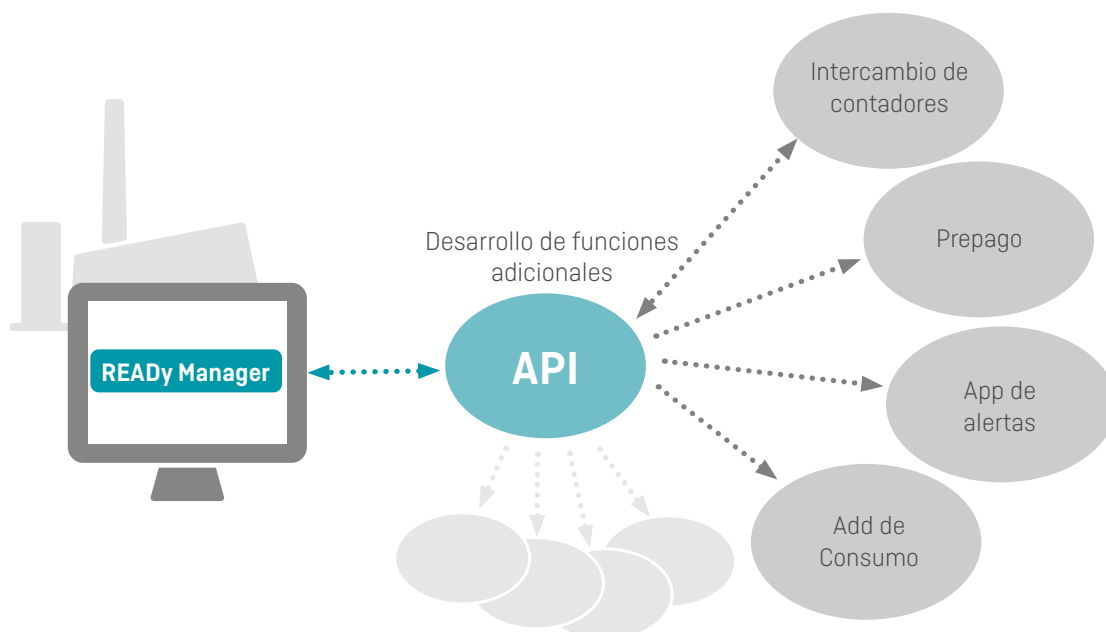 READy Manager
Desarrollo de funciones
adicionales
API
Intercambio de
contadores
Prepago
App de
alertas
Add de
Consumo